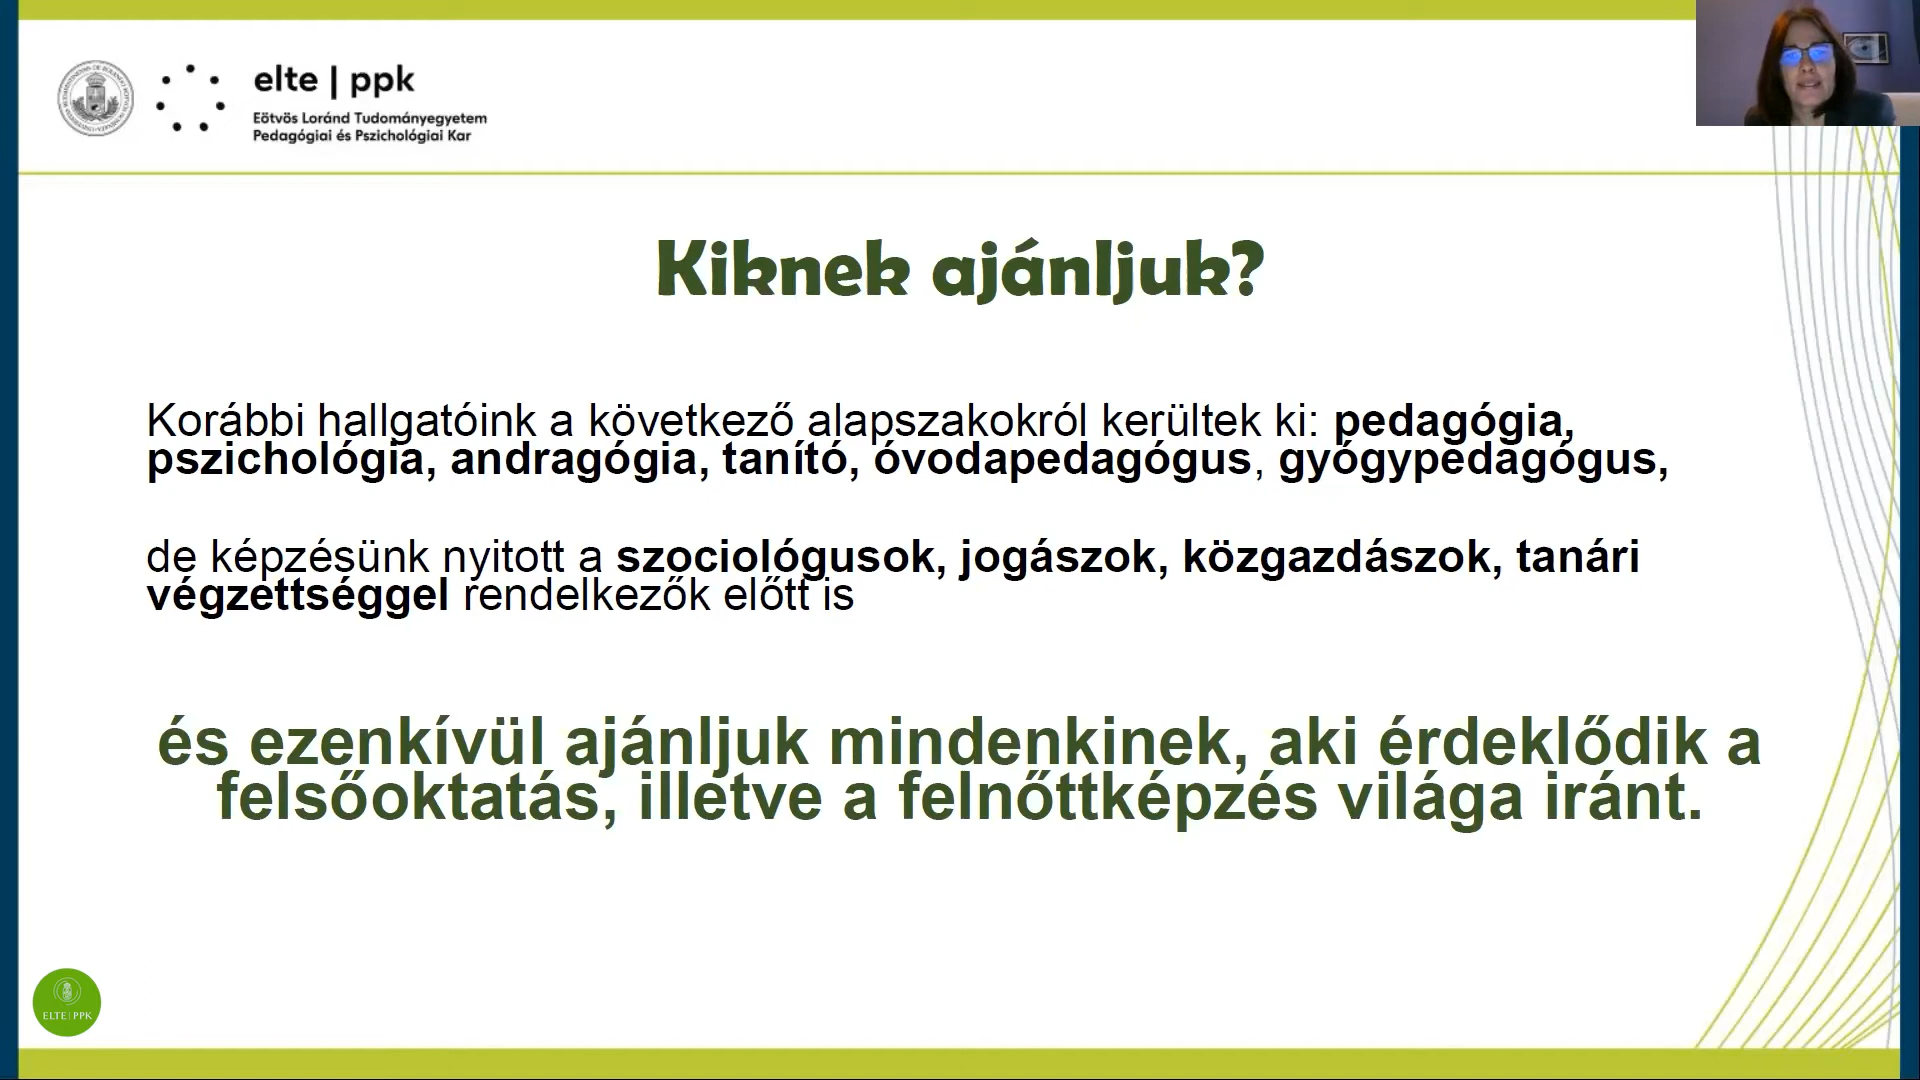 elte | ppk
Eötvös Loránd Tudományegyetem
Pedagógiai és Pszichológiai Kar
Kiknek ajánljuk?
Korábbi hallgatóink a következő alapszakokról kerültek ki: pedagógia,
pszichológia, andragógia, tanító, óvodapedagógus, gyógypedagógus,
de képzésünk nyitott a szociológusok, jogászok, közgazdászok, tanári
végzettséggel rendelkezők előtt is
és ezenkívül ajánljuk mindenkinek, aki érdeklődik a
felsőoktatás, illetve a felnőttképzés világa iránt.
ELTE | PPK